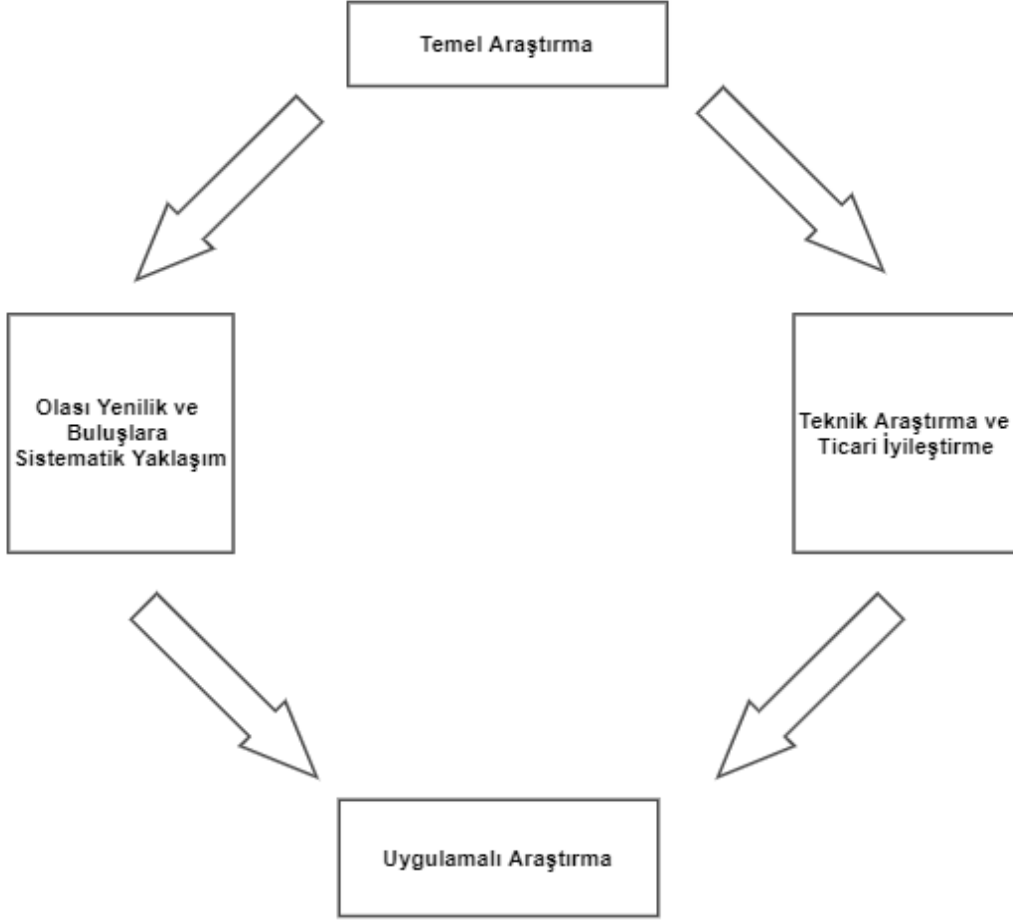 Temel Araştırma
Olası Yenilik ve
Buluşlara
Sistematik Yaklaşım
Teknik Araştırma ve
Ticari İyileştirme
Uygulamalı Araştırma